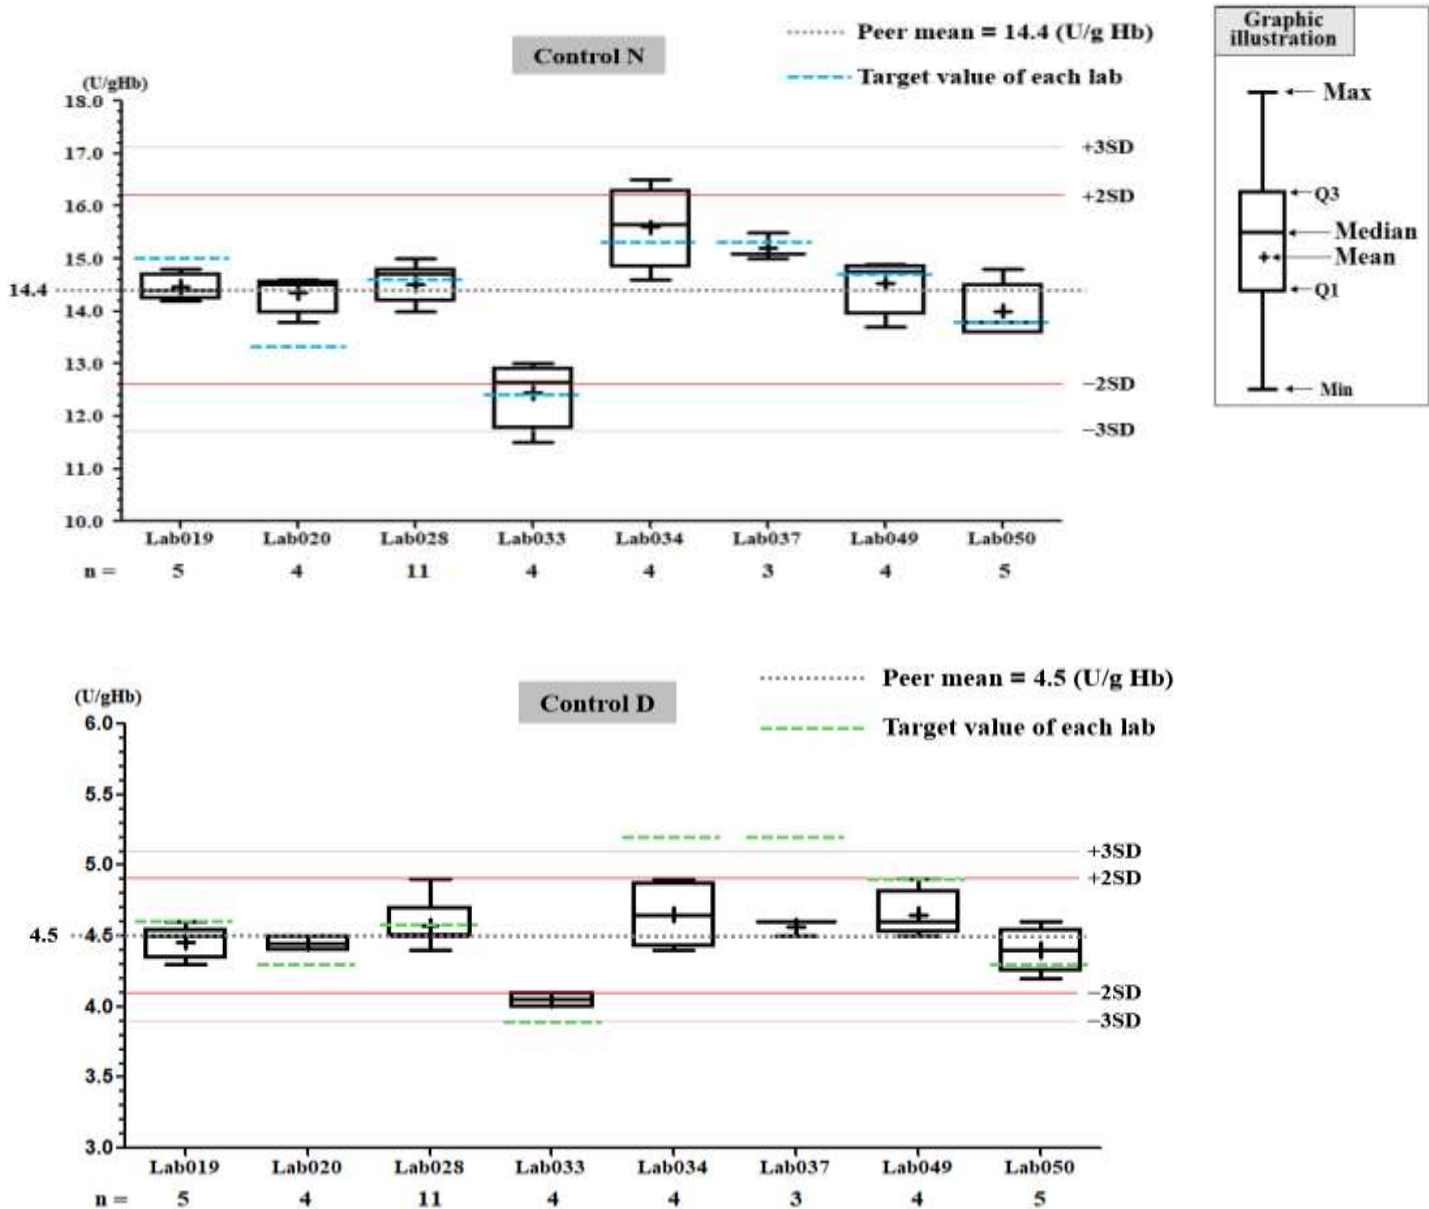 Control N
Peer mean = 14.4 (U/g Hb)
Target value of each lab
(U/gHb)
18.0
17.0
16.0
15.0
14.4
14.0
13.0
12.0
11.0
10.0
+3SD
+2SD
−2SD
−3SD
Lab019 Lab020 Lab028 Lab033 Lab034 Lab037 Lab049 Lab050
n = 5 4 11 4 4 3 4 5
Graphic
illustration
Max
Q3
Median
Mean
Q1
Min
Control D
Peer mean = 4.5 (U/g Hb)
Target value of each lab
(U/gHb)
6.0
5.5
5.0
4.5 4.5
4.0
3.5
3.0
+3SD
+2SD
−2SD
−3SD
Lab019 Lab020 Lab028 Lab033 Lab034 Lab037 Lab049 Lab050
n = 5 4 11 4 4 3 4 5